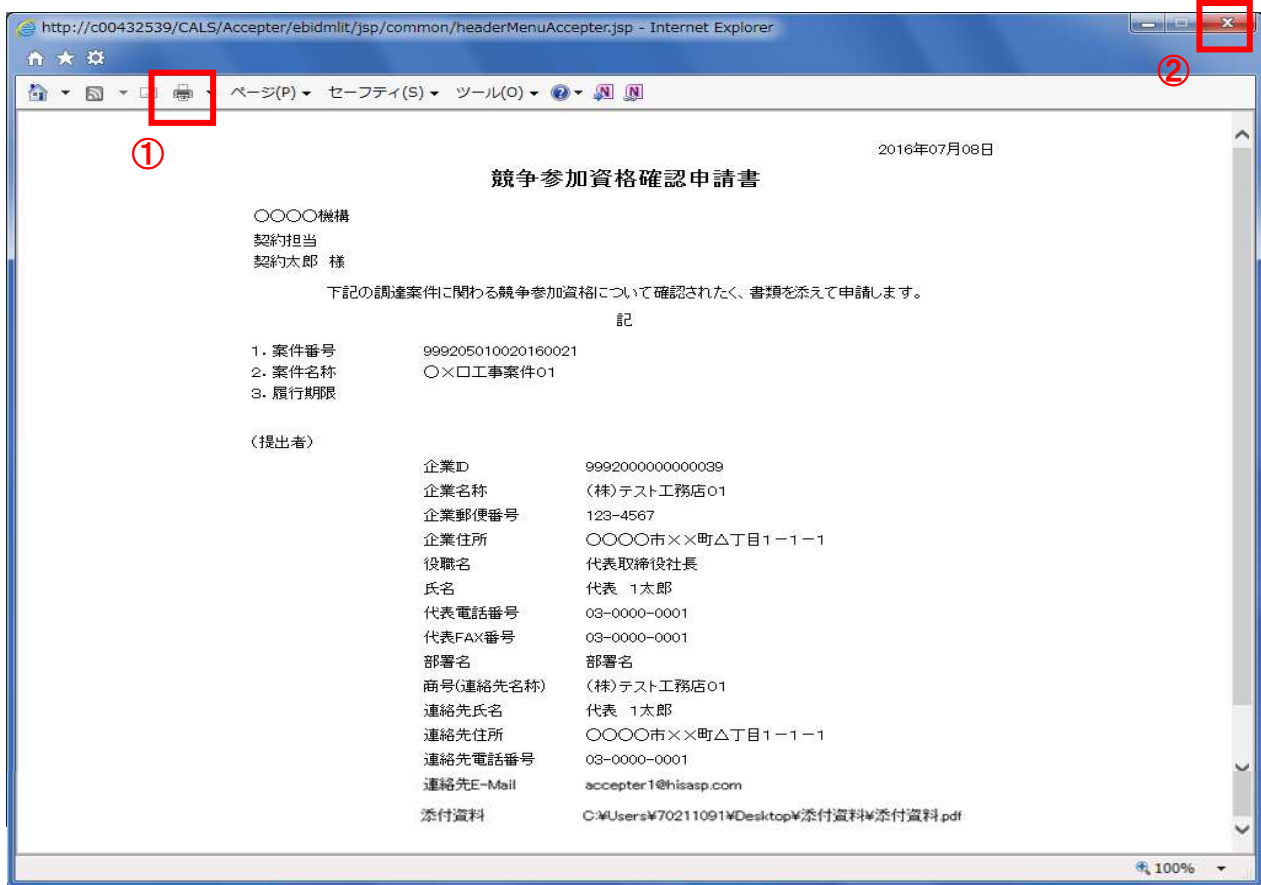 http://c00432539/CALS/Accepter/ebidmlit/jsp/common/headerMenuAccepter.jsp - Internet Explorer
②
ページ(P) セーフティ(S) ツール(O)
①
2016年07月08日
競争参加資格確認申請書
〇〇〇〇機構
契約担当
契約太郎 様
下記の調達案件に関わる競争参加資格について確認されたく、書類を添えて申請します。
記
1．案件番号 999205010020160021
2．案件名称 〇×口工事案件01
3．履行期限
（提出者）
企業ID 9992000000000039
企業名称 （株）テスト工務店01
企業郵便番号 123-4567
企業住所 〇〇〇〇市××町△丁目1－1－1
役職名 代表取締役社長
氏名 代表 1太郎
代表電話番号 03-0000-0001
代表FAX番号 03-0000-0001
部署名 部署名
商号(連絡先名称) （株）テスト工務店01
連絡先氏名 代表 1太郎
連絡先住所 〇〇〇〇市××町△丁目1－1－1
連絡先電話番号 03-0000-0001
連絡先E-Mail accepter1@hisasp.com
添付資料 C:¥Users¥70211091¥Desktop¥添付資料¥添付資料.pdf
100%